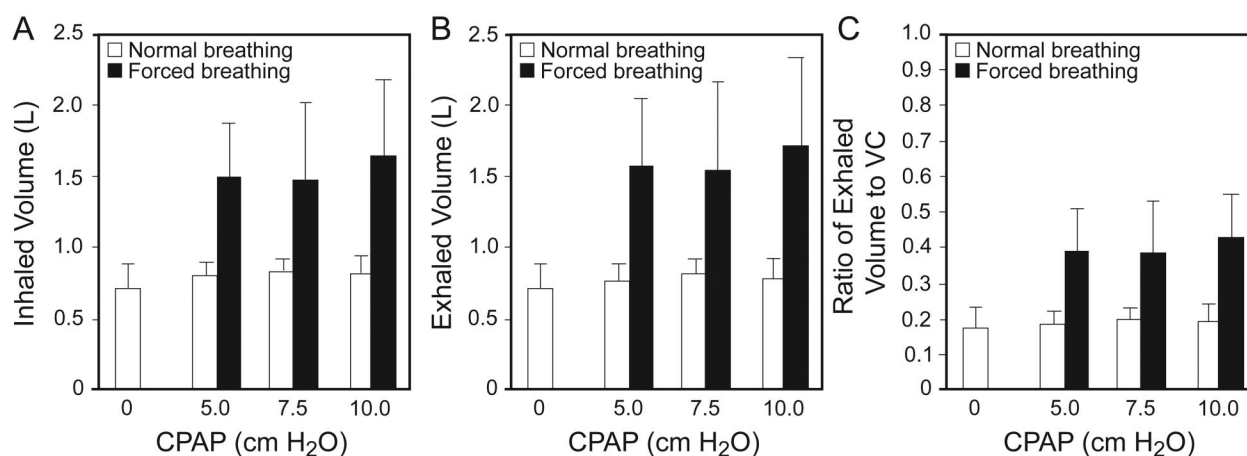 A
Inhaled Volume (L)
2.5
2.0
1.5
1.0
0.5
0
Normal breathing
Forced breathing
0 5.0 7.5 10.0
CPAP (cm H₂O)
B
Exhaled Volume (L)
2.5
2.0
1.5
1.0
0.5
0
Normal breathing
Forced breathing
0 5.0 7.5 10.0
CPAP (cm H₂O)
C
Ratio of Exhaled
Volume to VC
1.0
0.9
0.8
0.7
0.6
0.5
0.4
0.3
0.2
0.1
0
Normal breathing
Forced breathing
0 5.0 7.5 10.0
CPAP (cm H₂O)